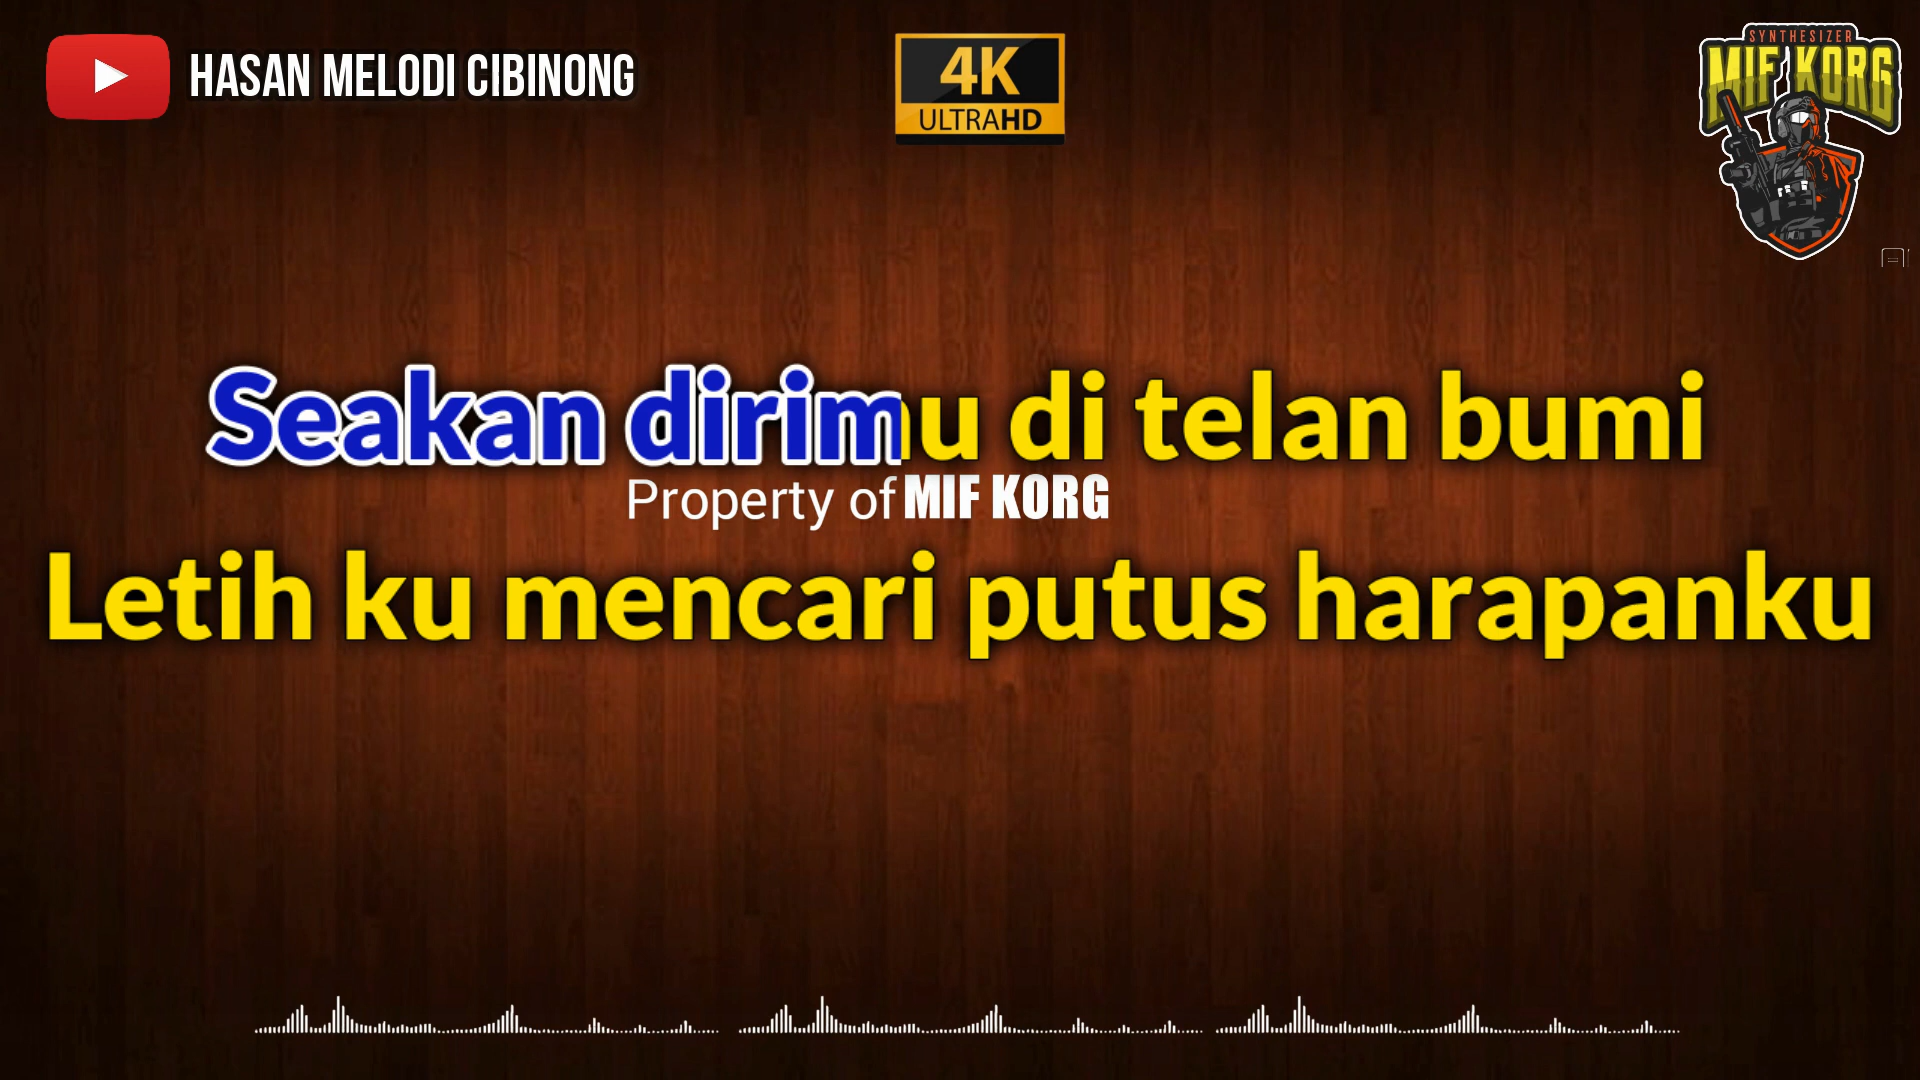 HASAN MELODI CIBINONG
4K
ULTRAHD
SYNTHESIZER
MIF KORG
Seakan dirimu di telan bumi
Property of MIF KORG
Letih ku mencari putus harapanku